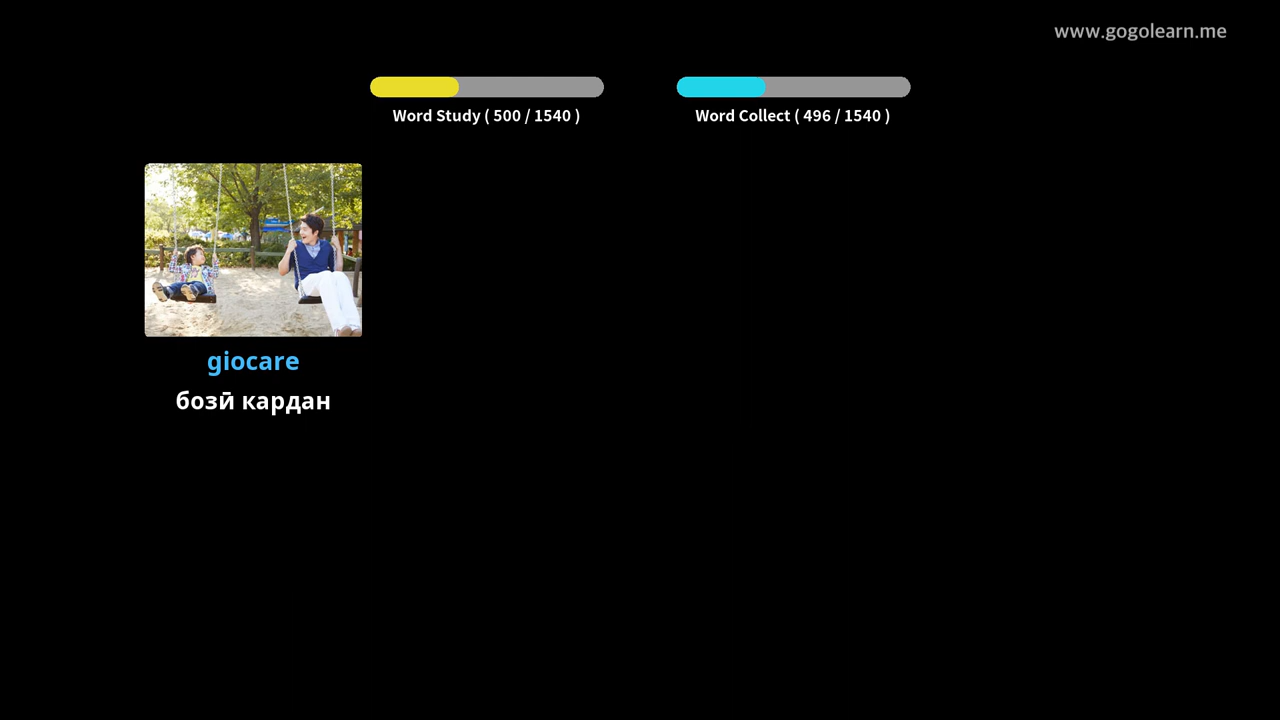 www.gogolearn.me
Word Study ( 500 / 1540 )
Word Collect ( 496 / 1540 )
giocare
бозӣ кардан